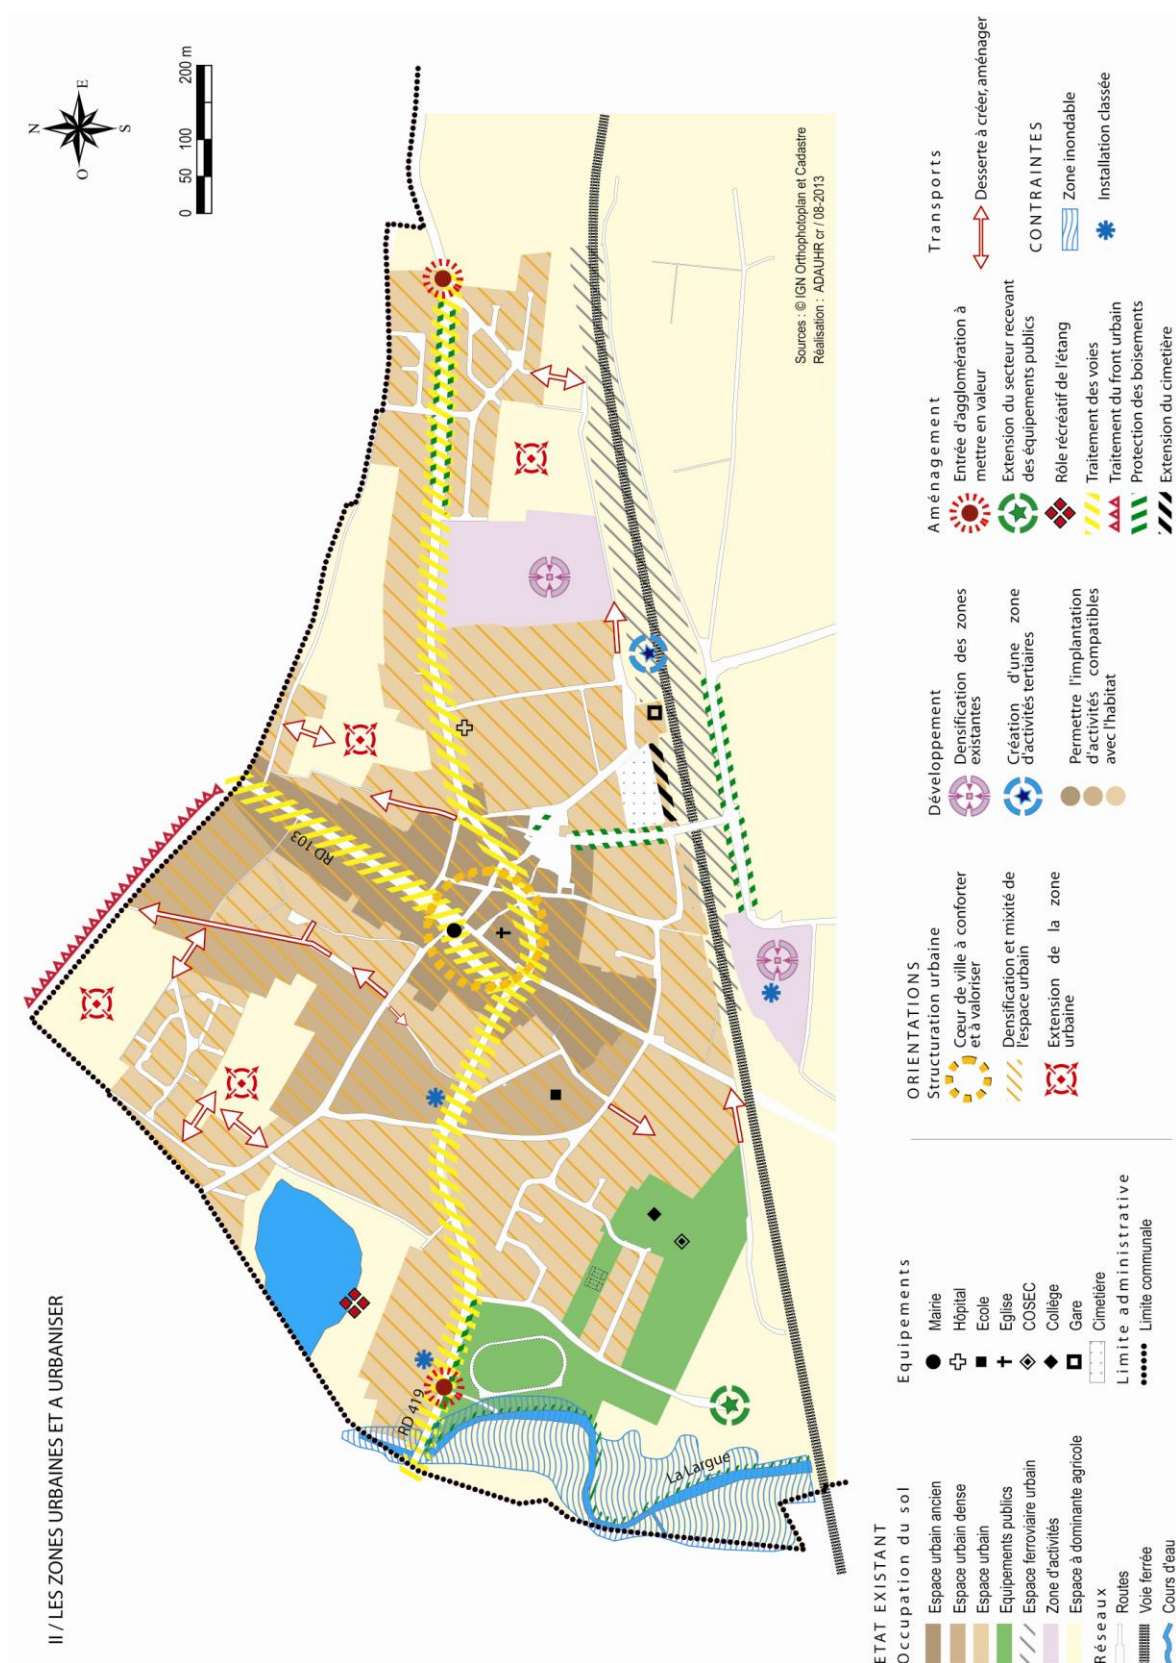 II / LES ZONES URBAINES ET A URBANISER
N
E
S
O
0
50
100
200 m
RD 103
RD 419
La Largue
Sources : © IGN Orthophotoplan et Cadastre
Réalisation : ADAUHR cr / 08-2013
ETAT EXISTANT
Occupation du sol
Espace urbain ancien
Espace urbain dense
Espace urbain
Equipements publics
Espace ferroviaire urbain
Zone d'activités
Espace à dominante agricole
Réseaux
Routes
Voie ferrée
Cours d'eau
Equipements
Mairie
Hôpital
Ecole
Eglise
COSEC
Collège
Gare
Cimetière
Limite administrative
Limite communale
ORIENTATIONS
Structuration urbaine
Cœur de ville à conforter
et à valoriser
Densification et mixité de
l'espace urbain
Extension de la zone
urbaine
Développement
Densification des zones
existantes
Création d'une zone
d'activités tertiaires
Permettre l'implantation
d'activités compatibles
avec l'habitat
Aménagement
Entrée d'agglomération à
mettre en valeur
Extension du secteur recevant
des équipements publics
Rôle récréatif de l'étang
Traitement des voies
Traitement du front urbain
Protection des boisements
Extension du cimetière
Transports
Desserte à créer, aménager
CONTRAINTES
Zone inondable
Installation classée